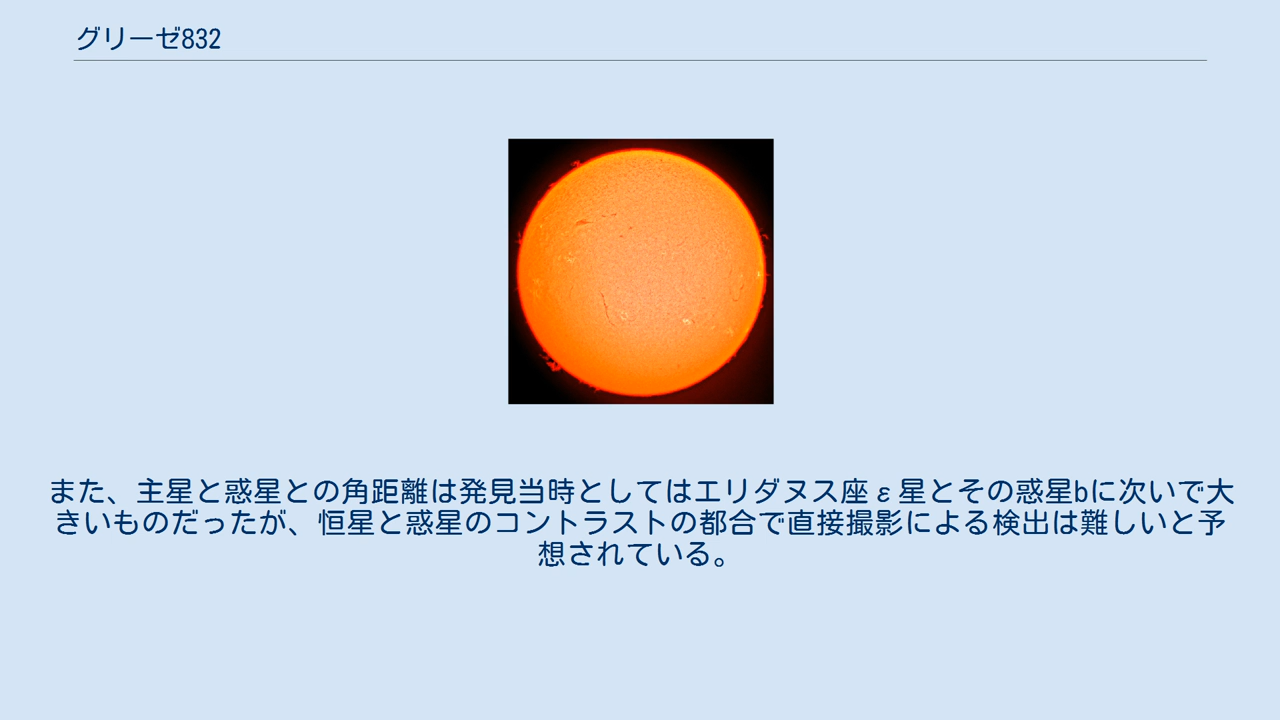 グリーゼ832
また、主星と惑星との角距離は発見当時としてはエリダヌス座ε星とその惑星bに次いで大
きいものだったが、恒星と惑星のコントラストの都合で直接撮影による検出は難しいと予
想されている。